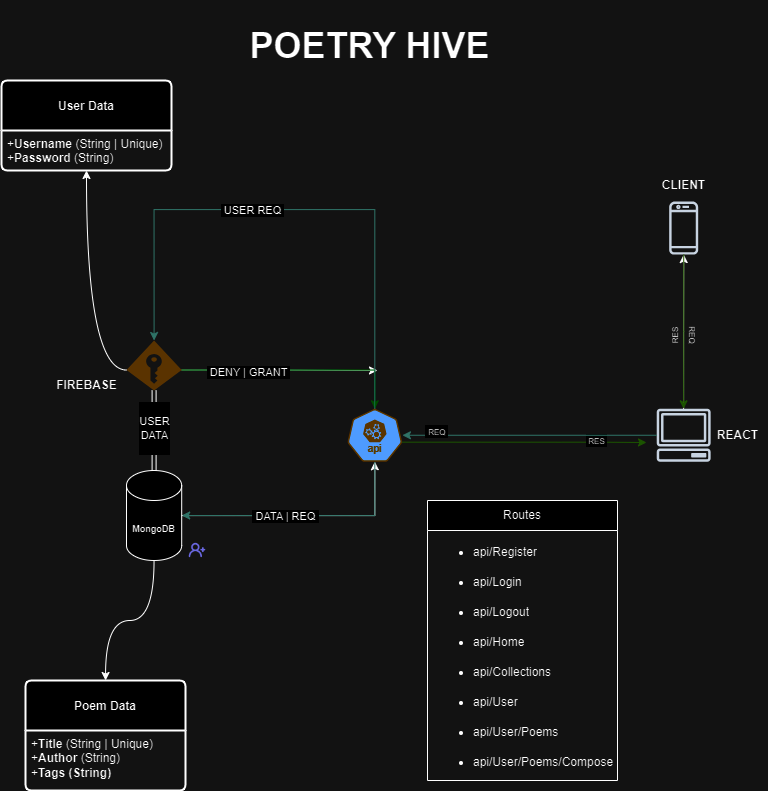 POETRY HIVE
User Data
+Username (String | Unique)
+Password (String)
CLIENT
USER REQ
RES
REQ
DENY | GRANT
FIREBASE
USER
DATA
api
REQ
RES
REACT
MongoDB
DATA | REQ
Routes
• api/Register
• api/Login
• api/Logout
• api/Home
• api/Collections
• api/User
• api/User/Poems
• api/User/Poems/Compose
Poem Data
+Title (String | Unique)
+Author (String)
+Tags (String)